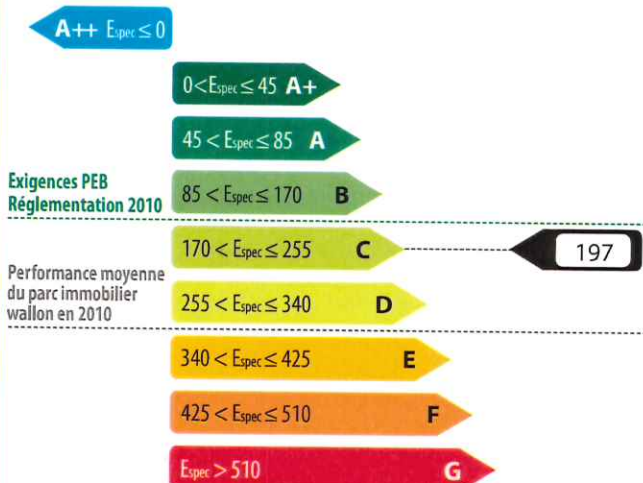 A++ Espec ≤ 0
0 < Espec ≤ 45 A+
45 < Espec ≤ 85 A
Exigences PEB
Réglementation 2010
85 < Espec ≤ 170 B
170 < Espec ≤ 255 C
197
Performance moyenne
du parc immobilier
wallon en 2010
255 < Espec ≤ 340 D
340 < Espec ≤ 425 E
425 < Espec ≤ 510 F
Espec > 510 G